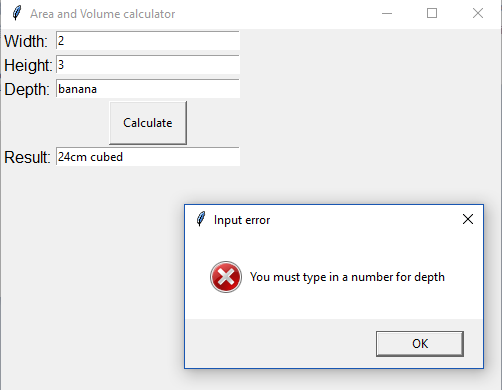 Area and Volume calculator
Width: 2
Height: 3
Depth: banana
Calculate
Result: 24cm cubed
Input error
You must type in a number for depth
OK